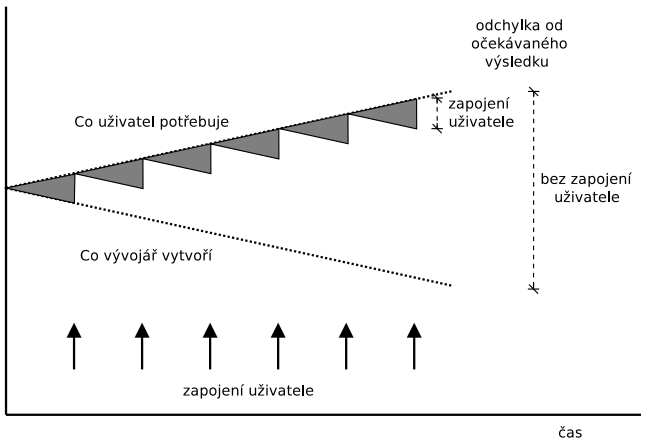 odchylka od
očekávaného
výsledku
zapojení
uživatele
Co uživatel potřebuje
bez zapojení
uživatele
Co vývojář vytvoří
zapojení uživatele
čas